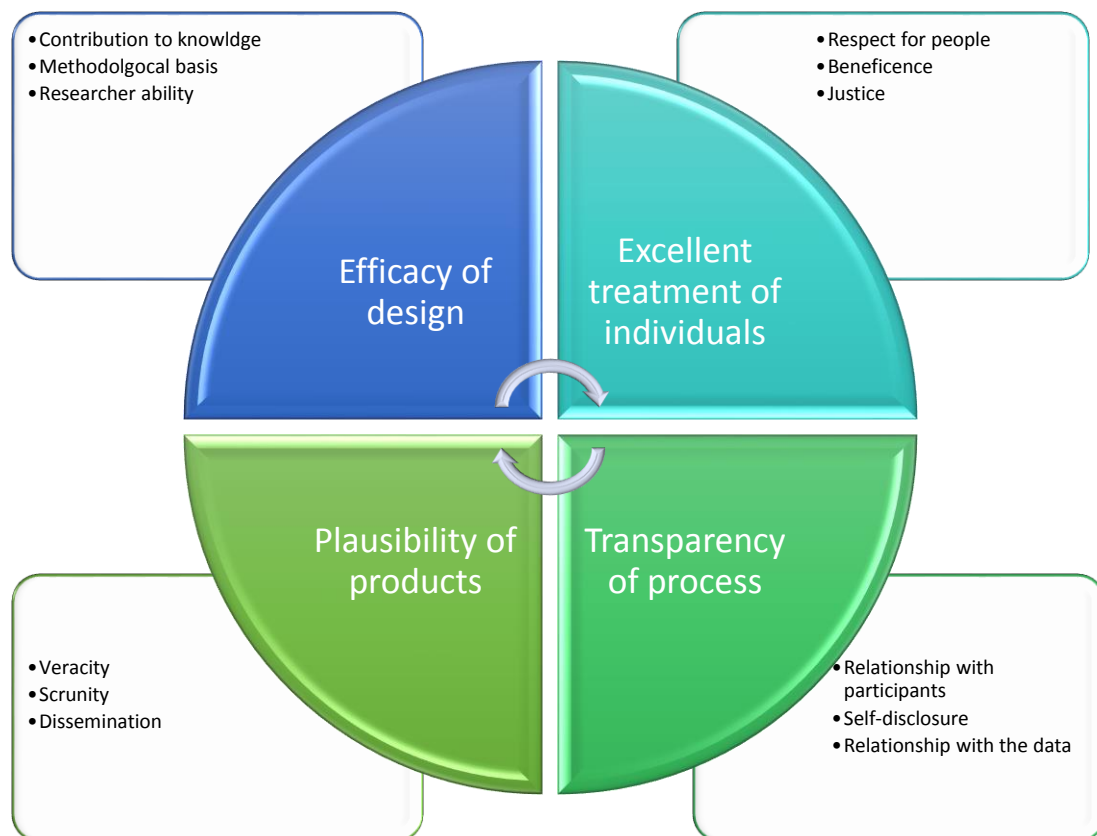 •Contribution to knowldge
•Methodolgocal basis
•Researcher ability
•Respect for people
•Beneficence
•Justice
Efficacy of
design
Excellent
treatment of
individuals
Plausibility of
products
Transparency
of process
•Veracity
•Scrunity
•Dissemination
•Relationship with
participants
•Self-disclosure
•Relationship with the data